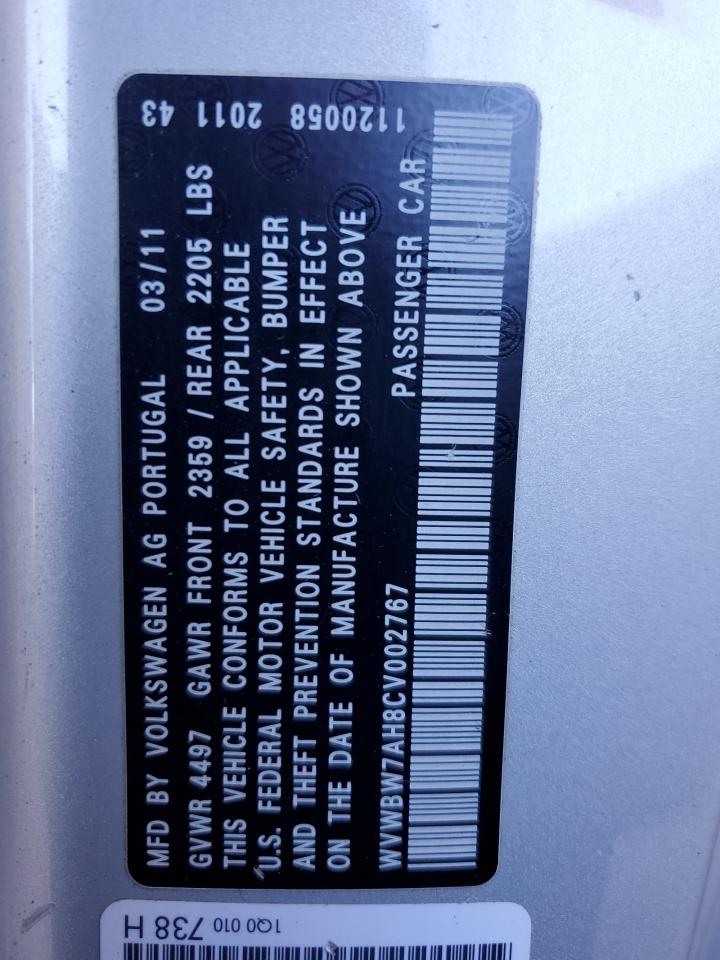 MFD BY VOLKSWAGEN AG PORTUGAL 03/11
GVWR 4497 GAWR FRONT 2359 / REAR 2205 LBS
THIS VEHICLE CONFORMS TO ALL APPLICABLE
U.S. FEDERAL MOTOR VEHICLE SAFETY, BUMPER
AND THEFT PREVENTION STANDARDS IN EFFECT
ON THE DATE OF MANUFACTURE SHOWN ABOVE
WVWBW7AH8CV002767 PASSENGER CAR
1120058 2011 43
1Q0 010 738 H